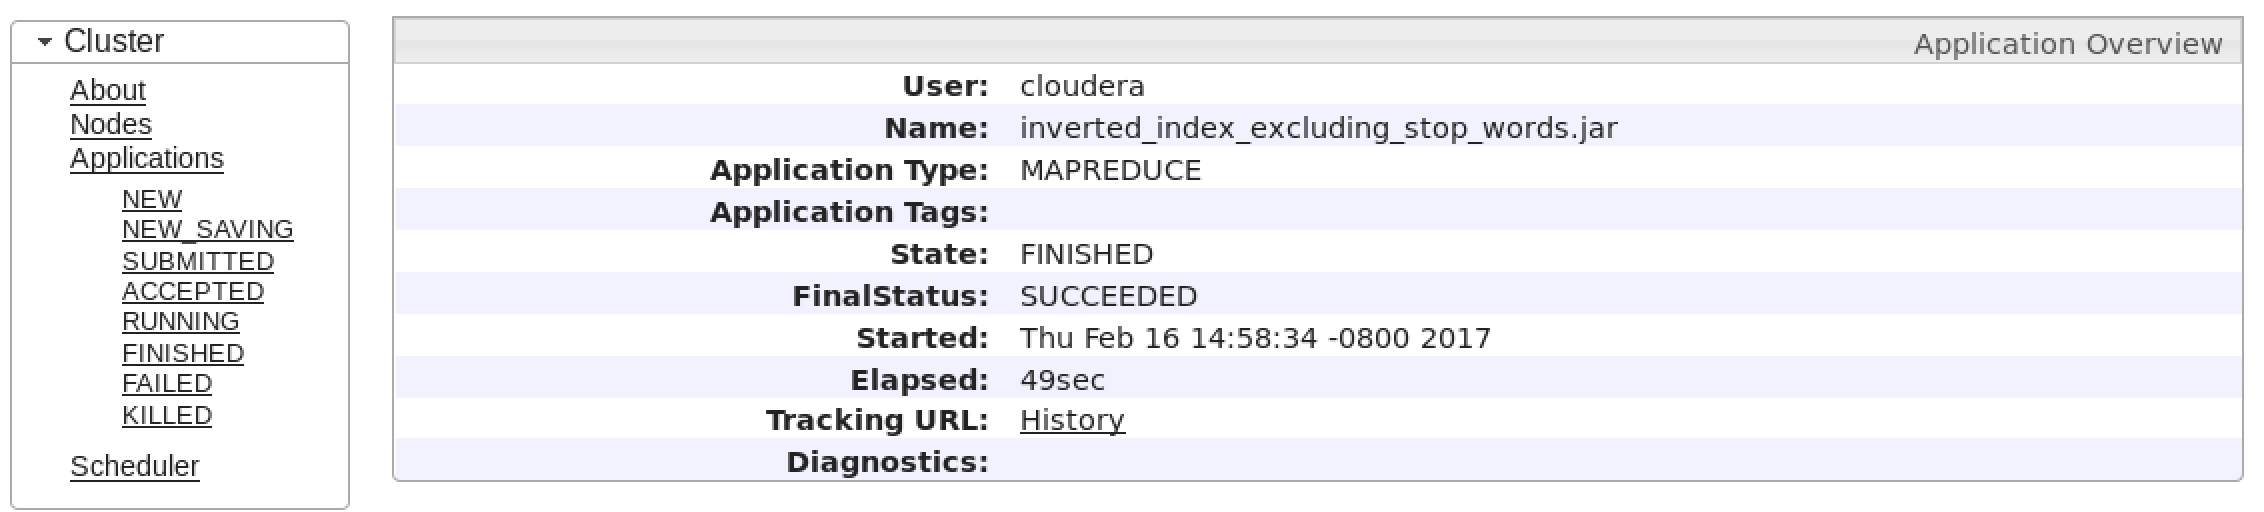 Cluster
About
Nodes
Applications
NEW
NEW_SAVING
SUBMITTED
ACCEPTED
RUNNING
FINISHED
FAILED
KILLED
Scheduler
Application Overview
User: cloudera
Name: inverted_index_excluding_stop_words.jar
Application Type: MAPREDUCE
Application Tags:
State: FINISHED
FinalStatus: SUCCEEDED
Started: Thu Feb 16 14:58:34 -0800 2017
Elapsed: 49sec
Tracking URL: History
Diagnostics: